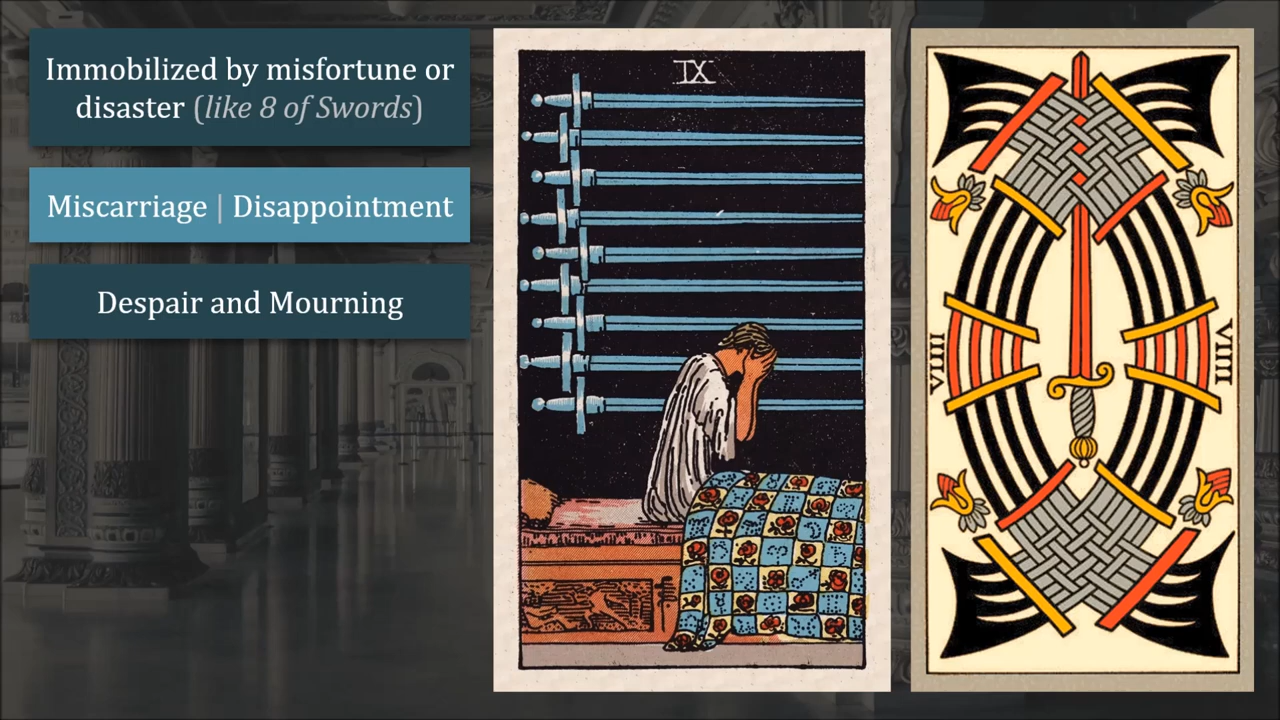 Immobilized by misfortune or
disaster (like 8 of Swords)
Miscarriage | Disappointment
Despair and Mourning
IX
VIIII
VIIII